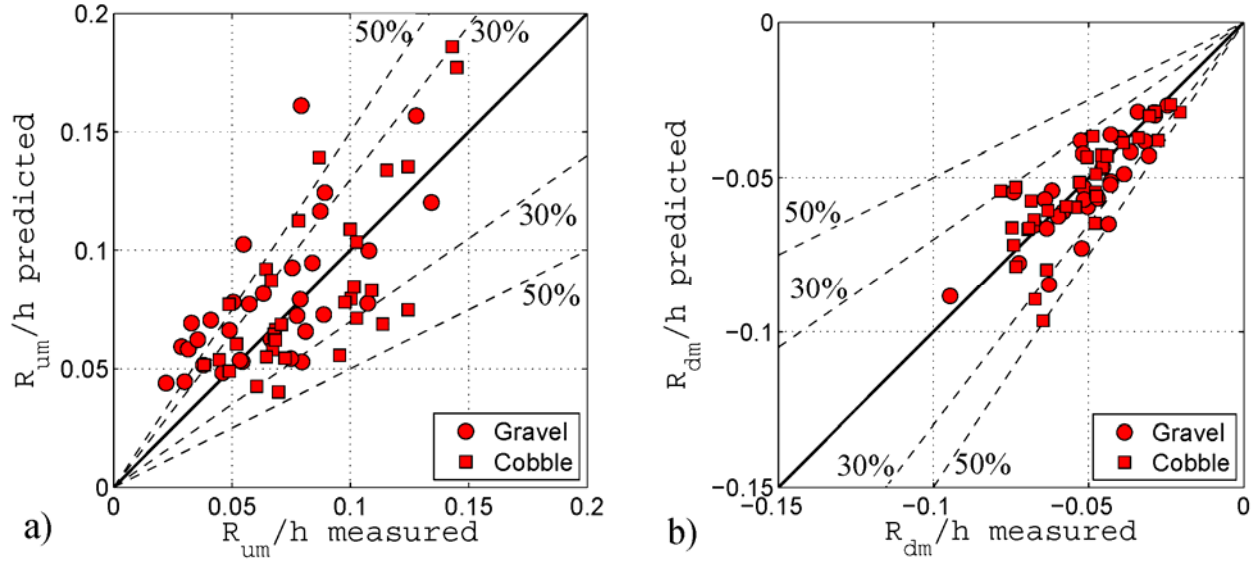 0.2
0.15
0.1
0.05
0
R_um/h predicted
50%
30%
30%
50%
Gravel
Cobble
0
0.05
0.1
0.15
0.2
R_um/h measured
a)
0
−0.05
−0.1
−0.15
R_dm/h predicted
50%
30%
30%
50%
Gravel
Cobble
−0.15
−0.1
−0.05
0
R_dm/h measured
b)